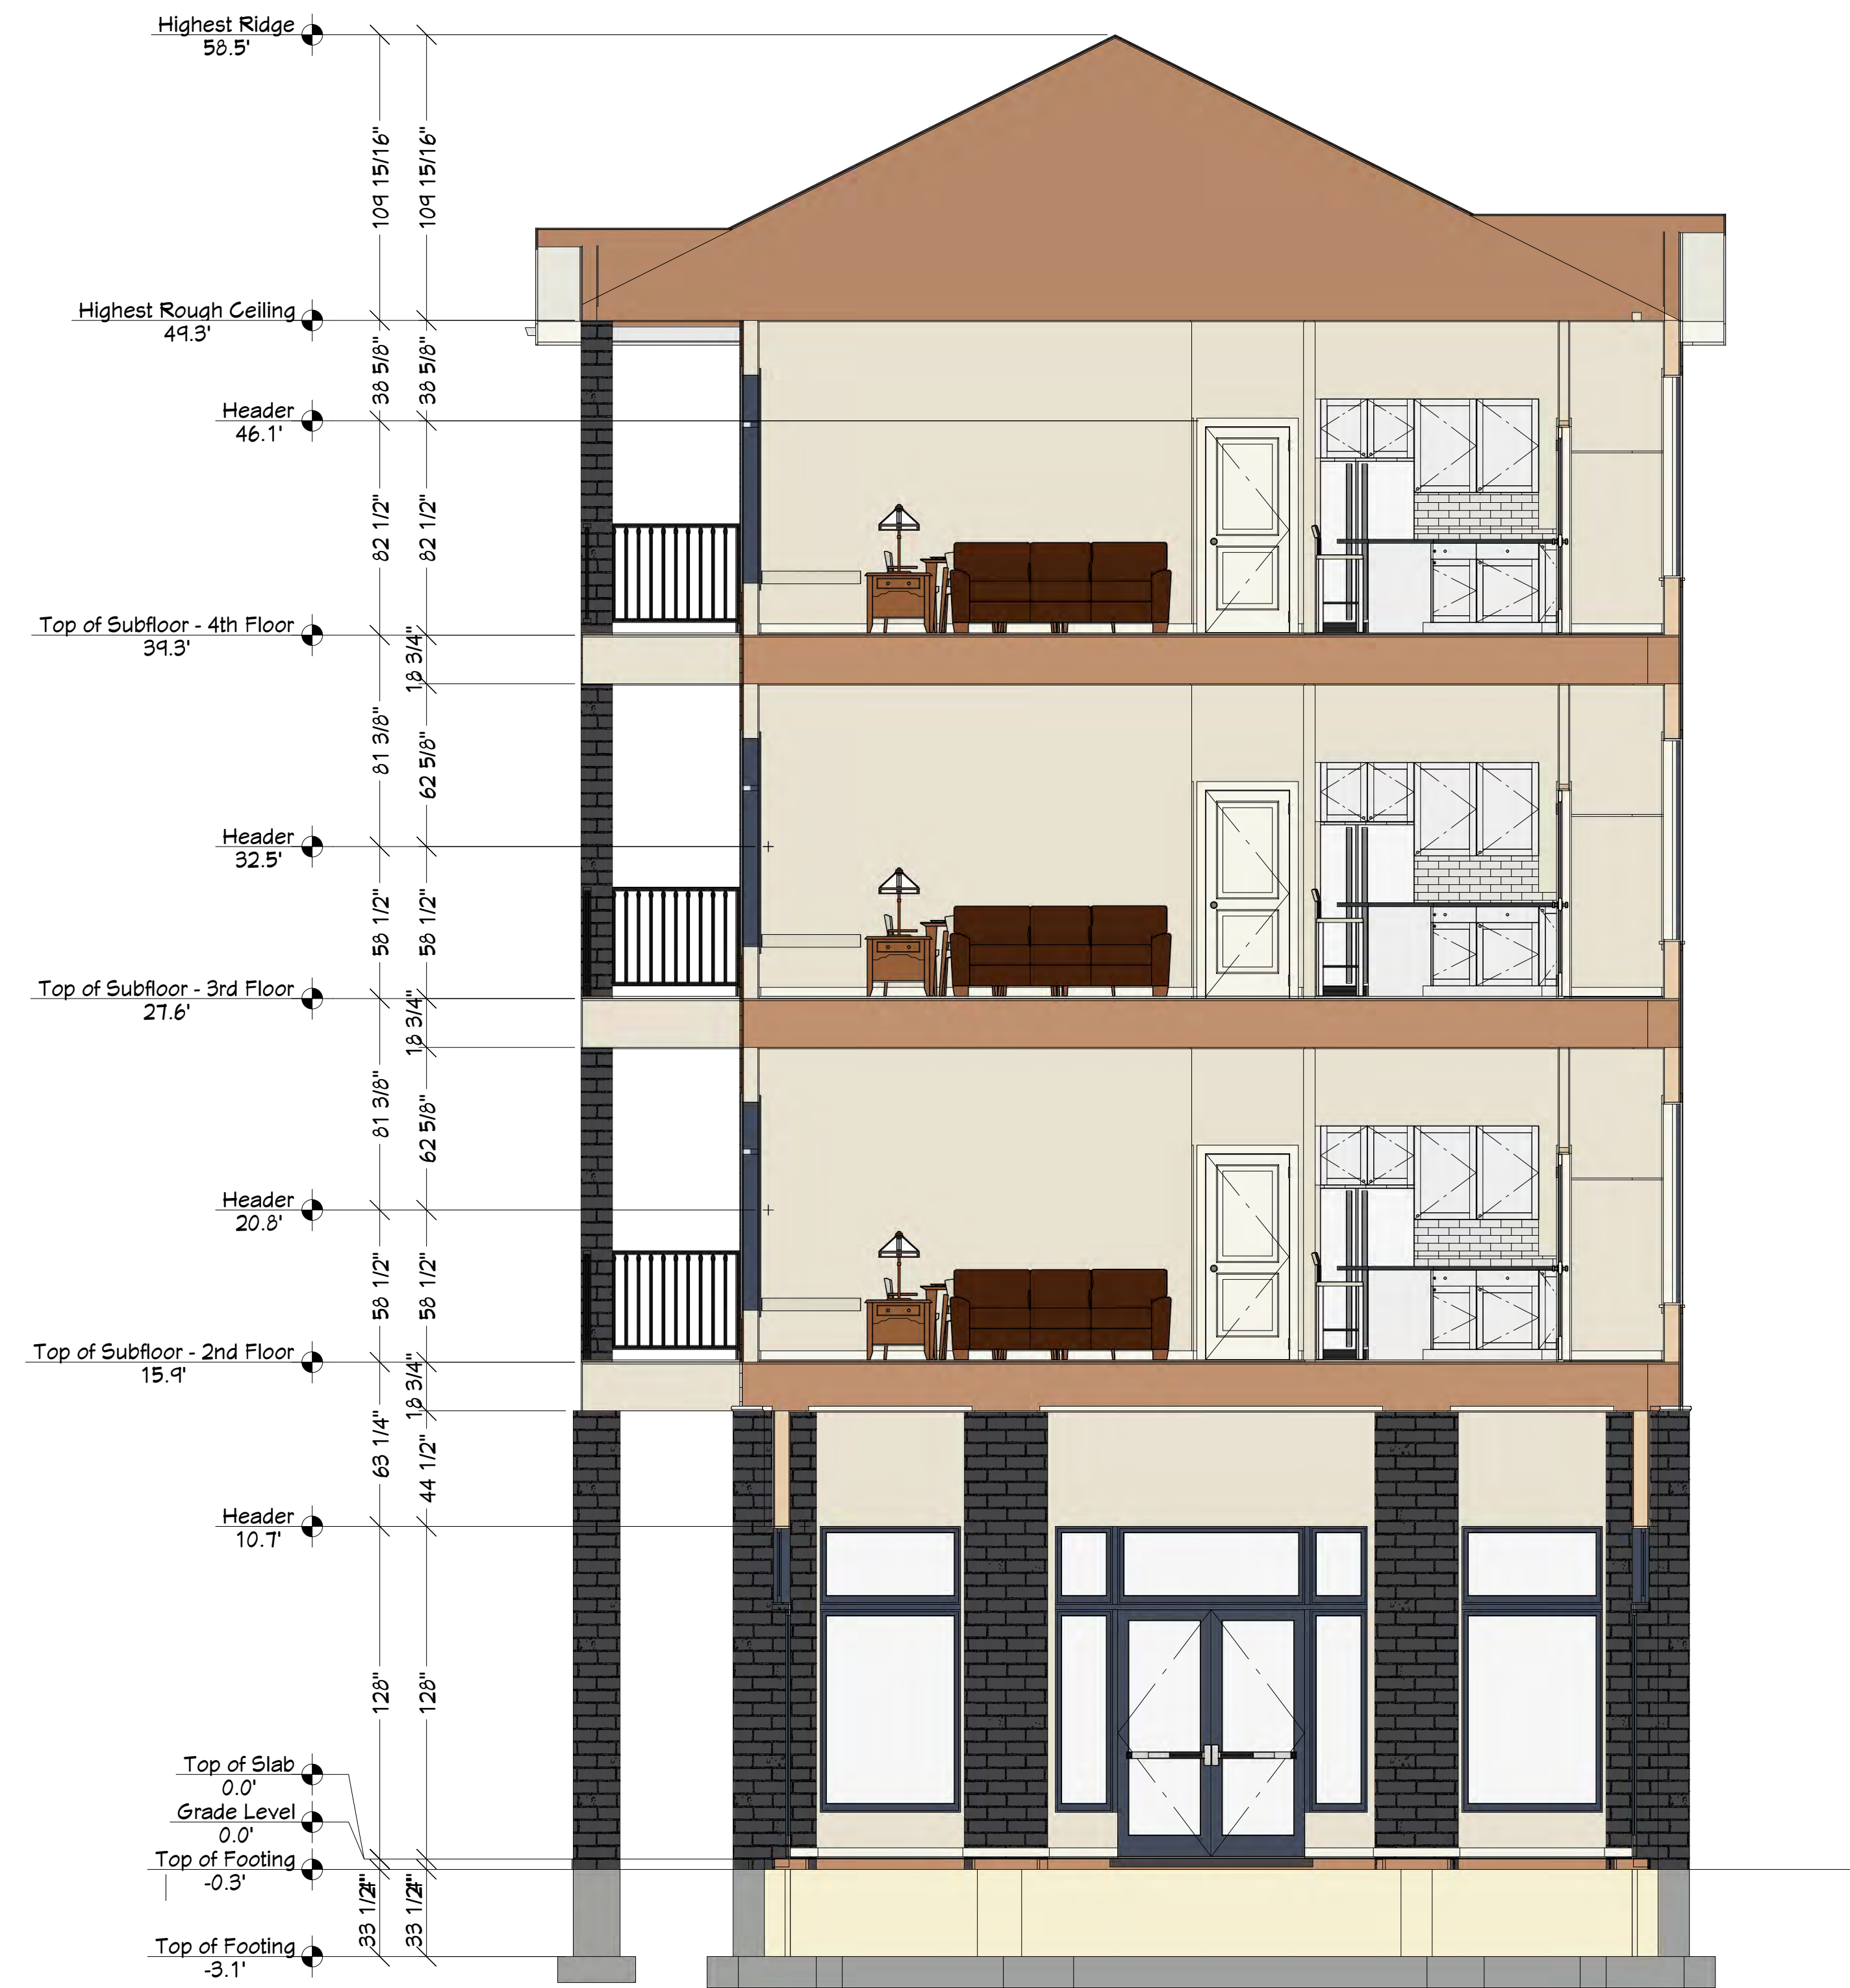 Highest Ridge
58.5'
109 15/16"
109 15/16"
Highest Rough Ceiling
49.3'
38 5/8"
38 5/8"
Header
46.1'
82 1/2"
82 1/2"
Top of Subfloor - 4th Floor
39.3'
18 3/4"
81 3/8"
62 5/8"
Header
32.5'
58 1/2"
58 1/2"
Top of Subfloor - 3rd Floor
27.6'
18 3/4"
81 3/8"
62 5/8"
Header
20.8'
58 1/2"
58 1/2"
Top of Subfloor - 2nd Floor
15.9'
18 3/4"
63 1/4"
44 1/2"
Header
10.7'
128"
128"
Top of Slab
0.0'
Grade Level
0.0'
Top of Footing
-0.3'
33
33
Top of Footing
-3.1'